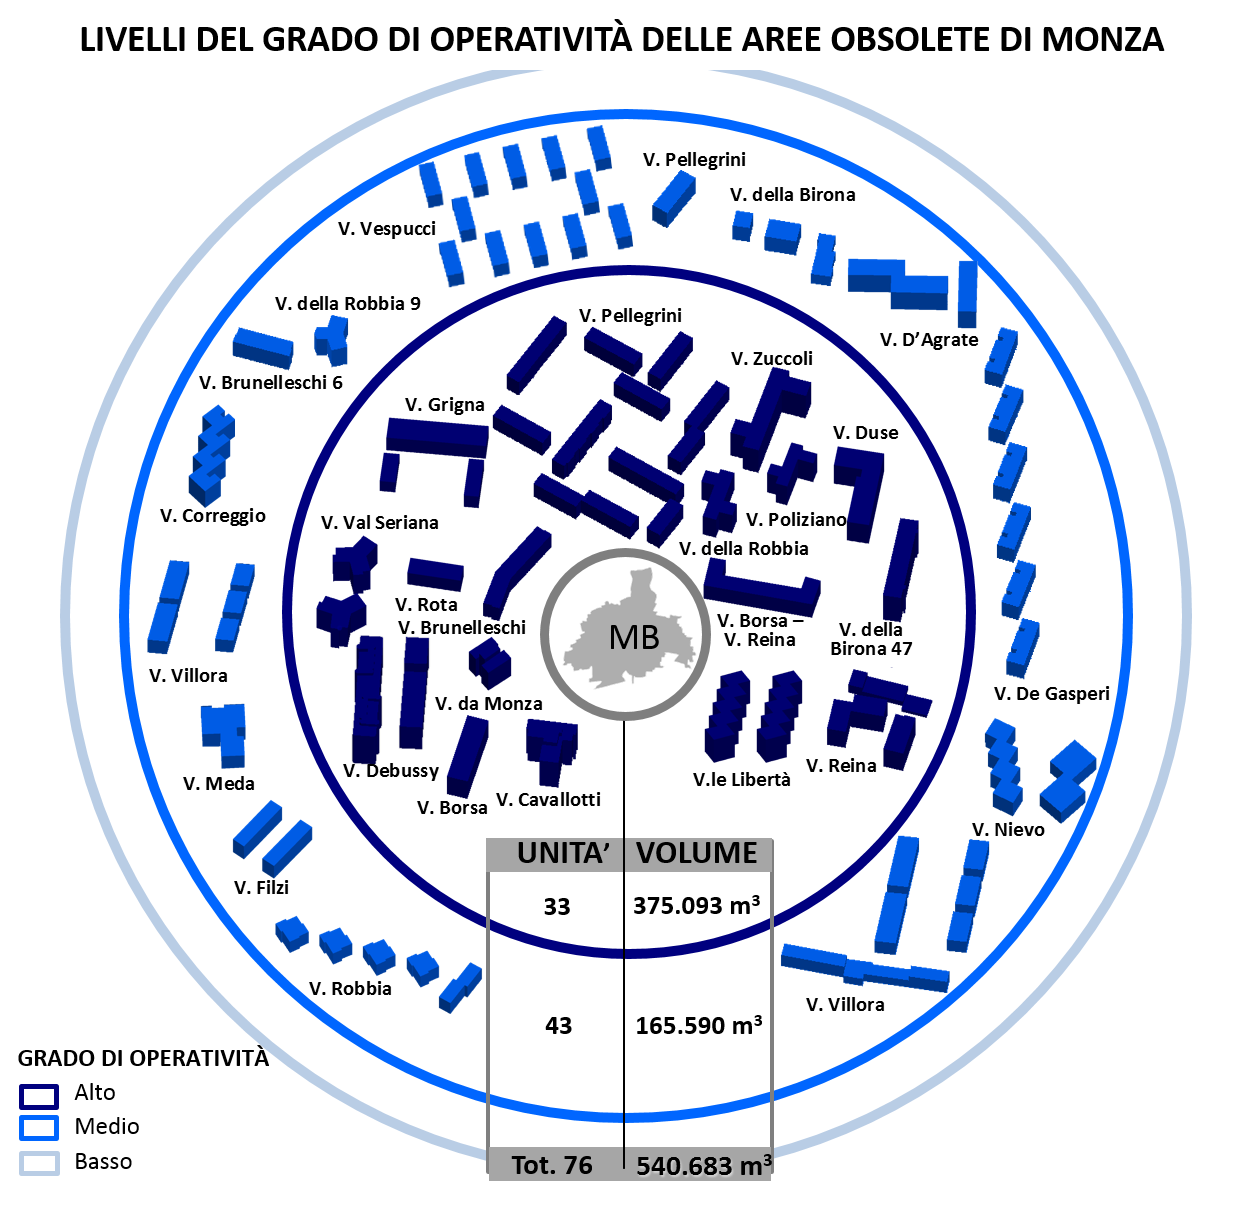 LIVELLI DEL GRADO DI OPERATIVITÀ DELLE AREE OBSOLETE DI MONZA
V. Pellegrini
V. della Birona
V. Vespucci
V. della Robbia 9
V. Pellegrini
V. D’Agrate
V. Zuccoli
V. Brunelleschi 6
V. Grigna
V. Duse
V. Correggio
V. Val Seriana
V. Poliziano
V. della Robbia
V. Rota
V. Brunelleschi
V. Borsa –
V. Reina
V. della
Birona 47
MB
V. Villora
V. De Gasperi
V. da Monza
V. Debussy
V. Meda
V. Borsa
V. Cavallotti
V.le Libertà
V. Reina
V. Nievo
UNITA’ VOLUME
V. Filzi
33 375.093 m³
V. Robbia
V. Villora
43 165.590 m³
GRADO DI OPERATIVITÀ
Alto
Medio
Basso
Tot. 76 540.683 m³